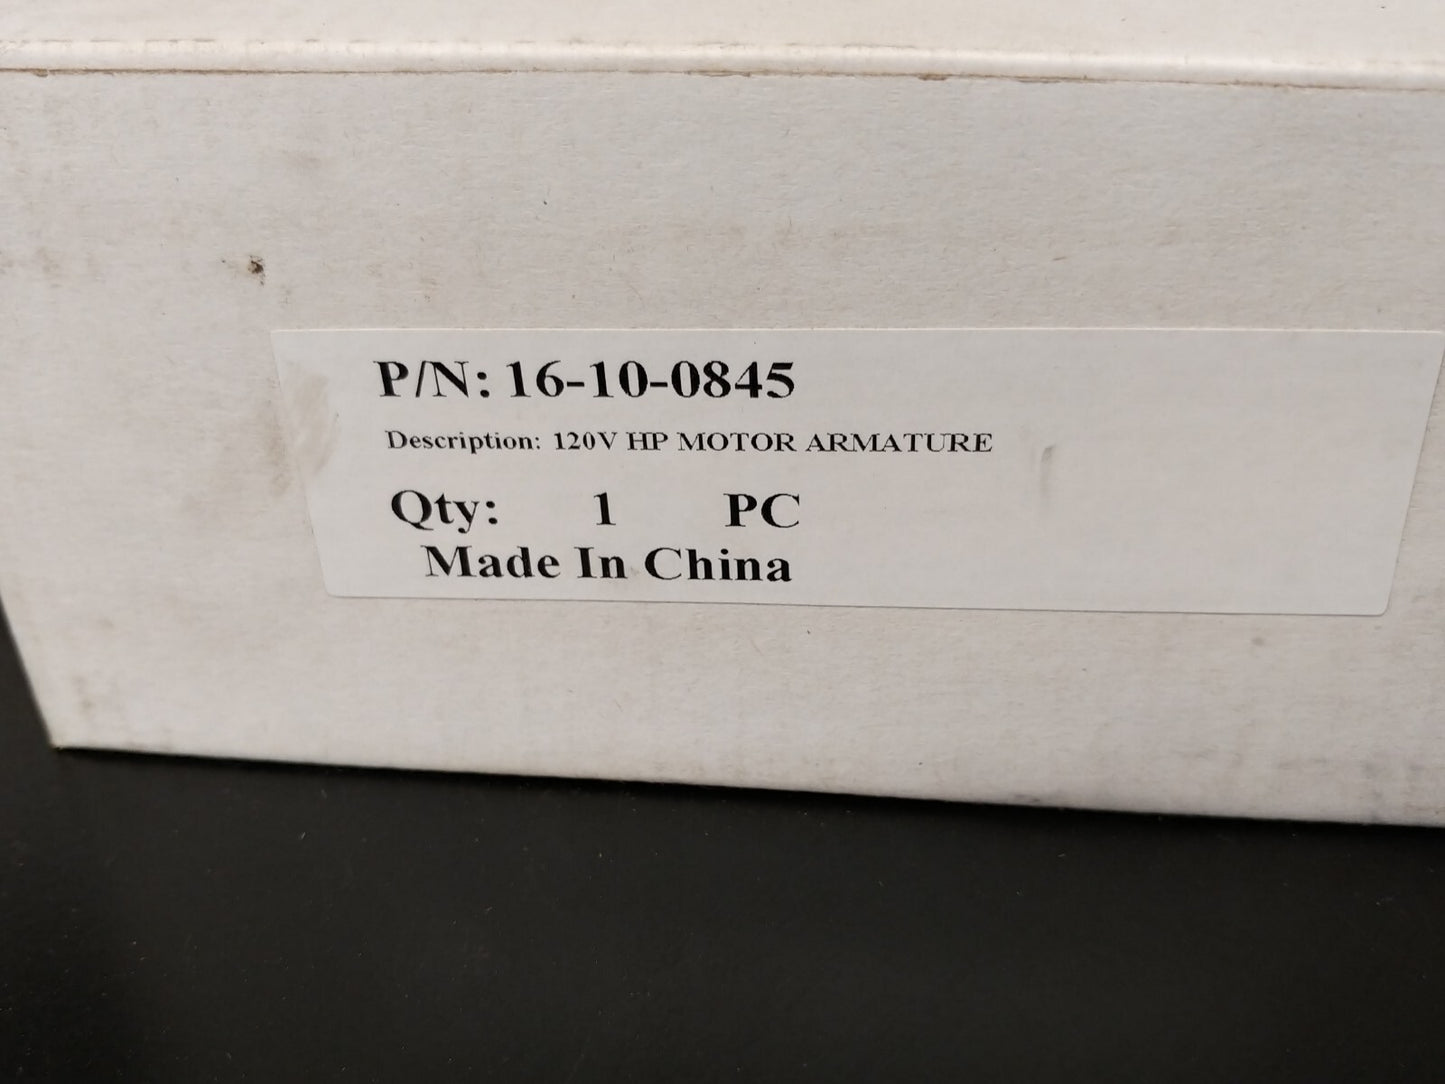 P/N: 16-10-0845
Description: 120V HP MOTOR ARMATURE
Qty: 1 PC
Made In China